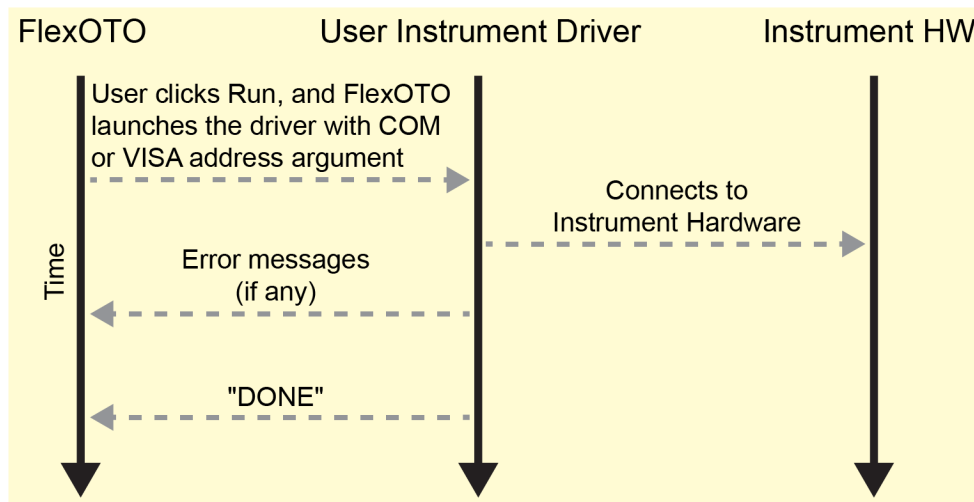 FlexOTO
User Instrument Driver
Instrument HW
User clicks Run, and FlexOTO
launches the driver with COM
or VISA address argument
Connects to
Instrument Hardware
Time
Error messages
(if any)
"DONE"